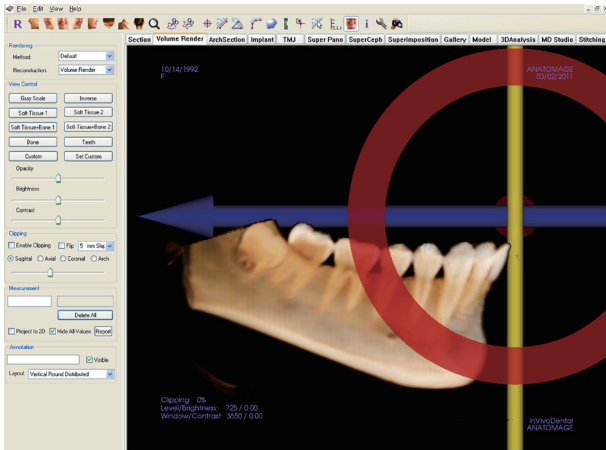 File Edit View Help
R
Section Volume Render ArchSection Implant TMJ Super Pano SuperCeph Superimposition Gallery Model 3DAnalysis MD Studio Stitching
Rendering
Method: Default
Reconstruction: Volume Render
View Control
Gray Scale Inverse
Soft Tissue 1 Soft Tissue 2
Soft Tissue+Bone 1 Soft Tissue+Bone 2
Bone Teeth
Custom Set Custom
Opacity
Brightness
Contrast
Clipping
Enable Clipping Flip 5 mm Slap
Sagittal Axial Coronal Arch
Measurement
Delete All
Project to 2D Hide All Values Report
Annotation
Visible
Layout Vertical Round Distributed
10/14/1992
F
ANATOMAGE
03/02/2011
Clipping: 0%
Level/Brightness: 725 / 0.00
Window/Contrast: 3650 / 0.00
InVivoDental
ANATOMAGE